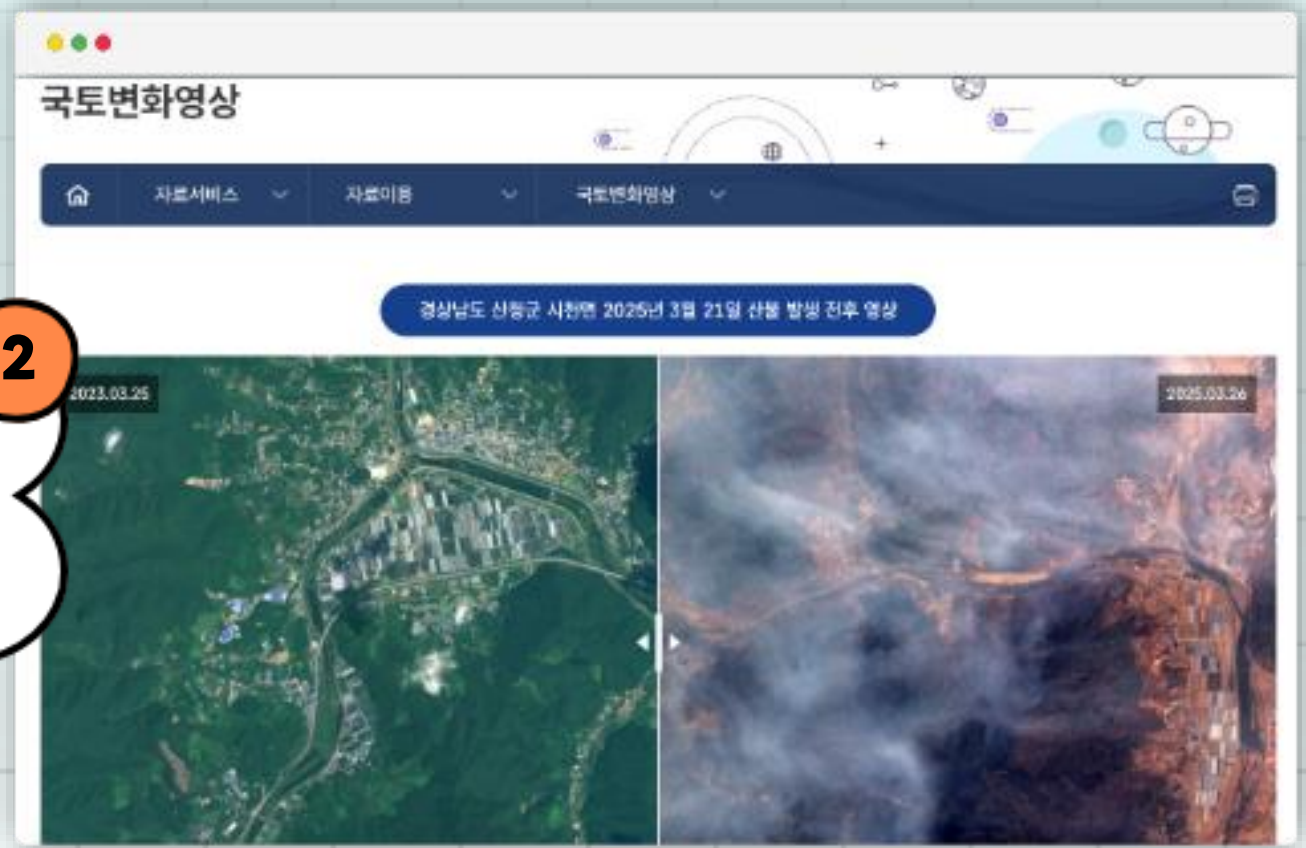 국토변화영상
자료서비스
자료이용
국토변화영상
경상남도 산청군 시천면 2025년 3월 21일 산불 발생 전후 영상
2
2023.03.25
2025.03.26